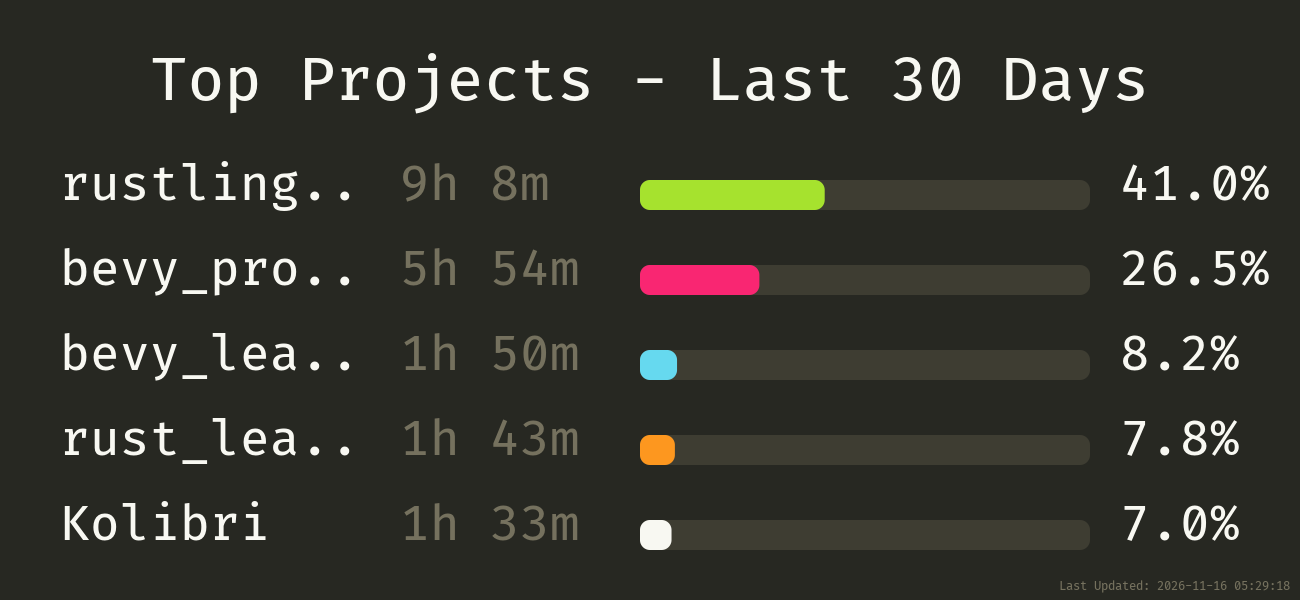 Top Projects - Last 30 Days
rustling.. 9h 8m 41.0%
bevy_pro.. 5h 54m 26.5%
bevy_lea.. 1h 50m 8.2%
rust_lea.. 1h 43m 7.8%
Kolibri 1h 33m 7.0%
Last Updated: 2026-11-16 05:29:18